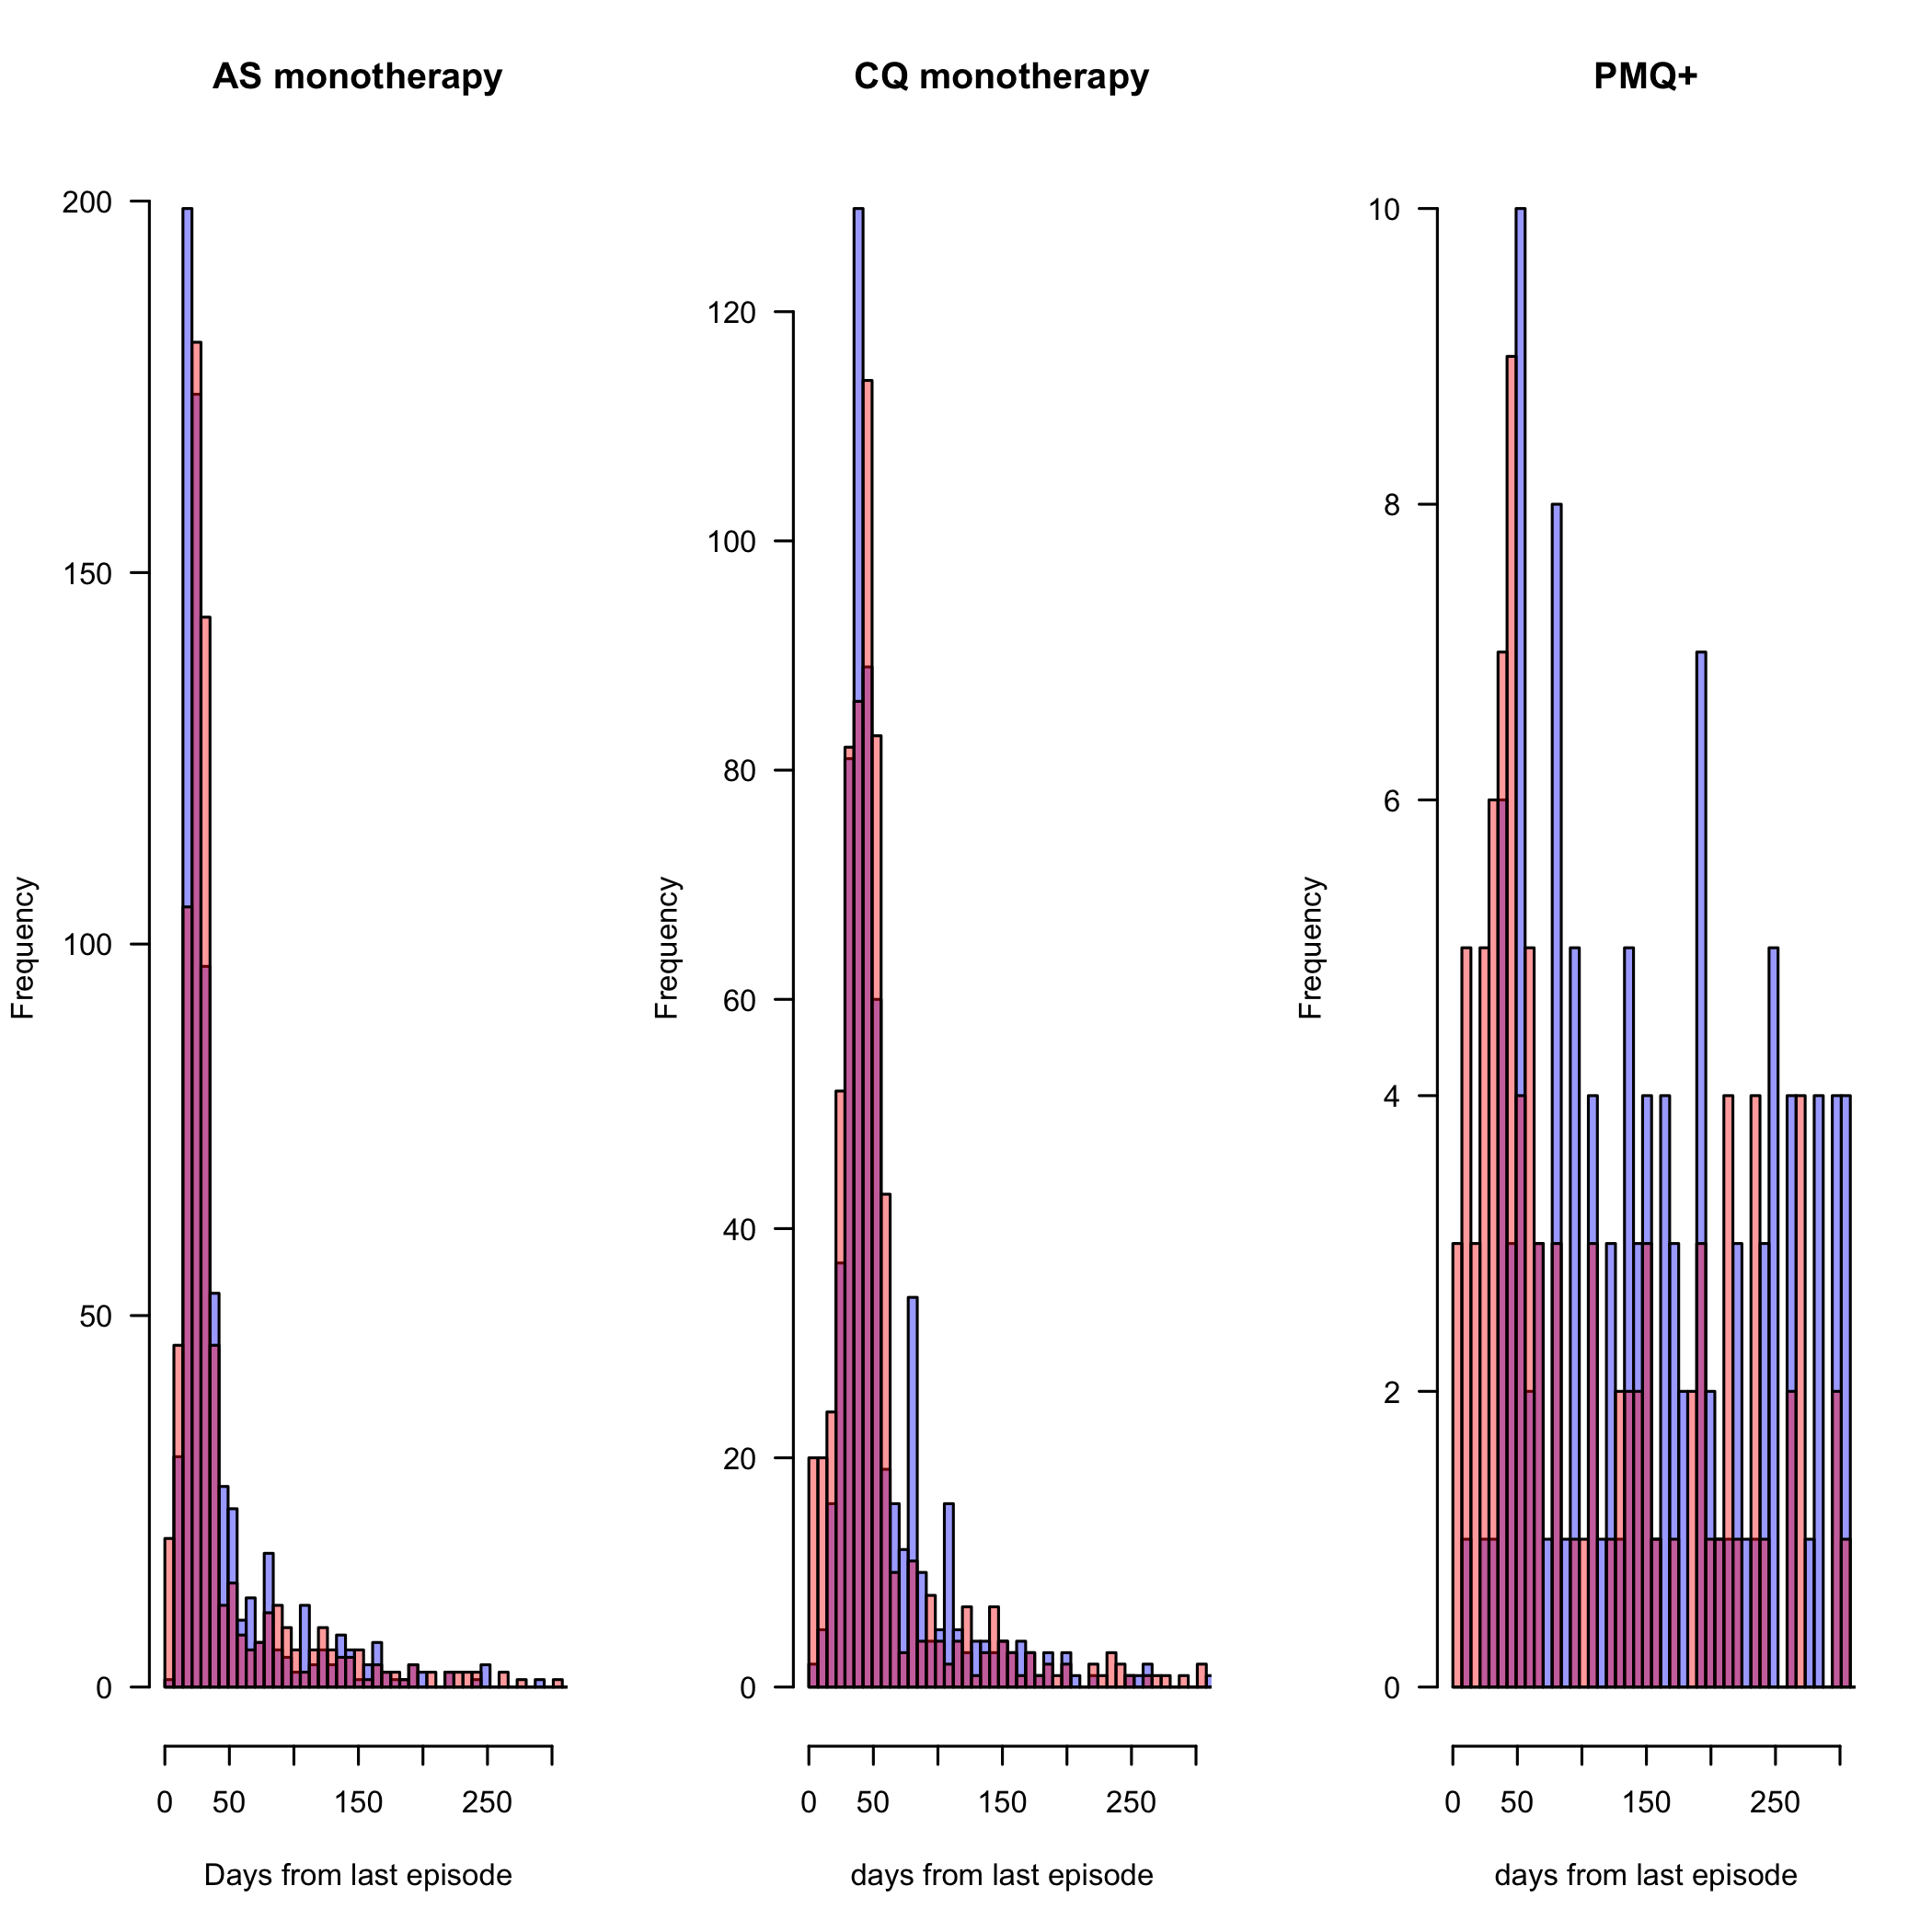 AS monotherapy
200
150
100
50
0
Frequency
0 50 150 250
Days from last episode
CQ monotherapy
120
100
80
60
40
20
0
Frequency
0 50 150 250
days from last episode
PMQ+
10
8
6
4
2
0
Frequency
0 50 150 250
days from last episode